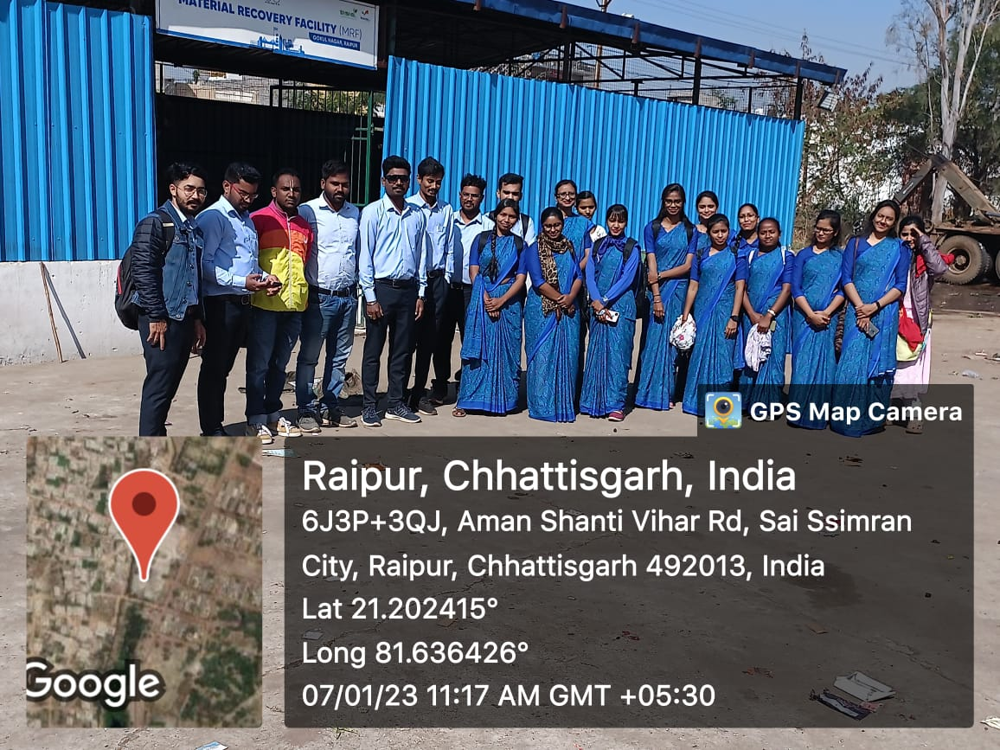 MATERIAL RECOVERY FACILITY (MRF)
GOKUL NAGAR, RAIPUR
GPS Map Camera
Raipur, Chhattisgarh, India
6J3P+3QJ, Aman Shanti Vihar Rd, Sai Ssimran
City, Raipur, Chhattisgarh 492013, India
Lat 21.202415°
Long 81.636426°
07/01/23 11:17 AM GMT +05:30
Google